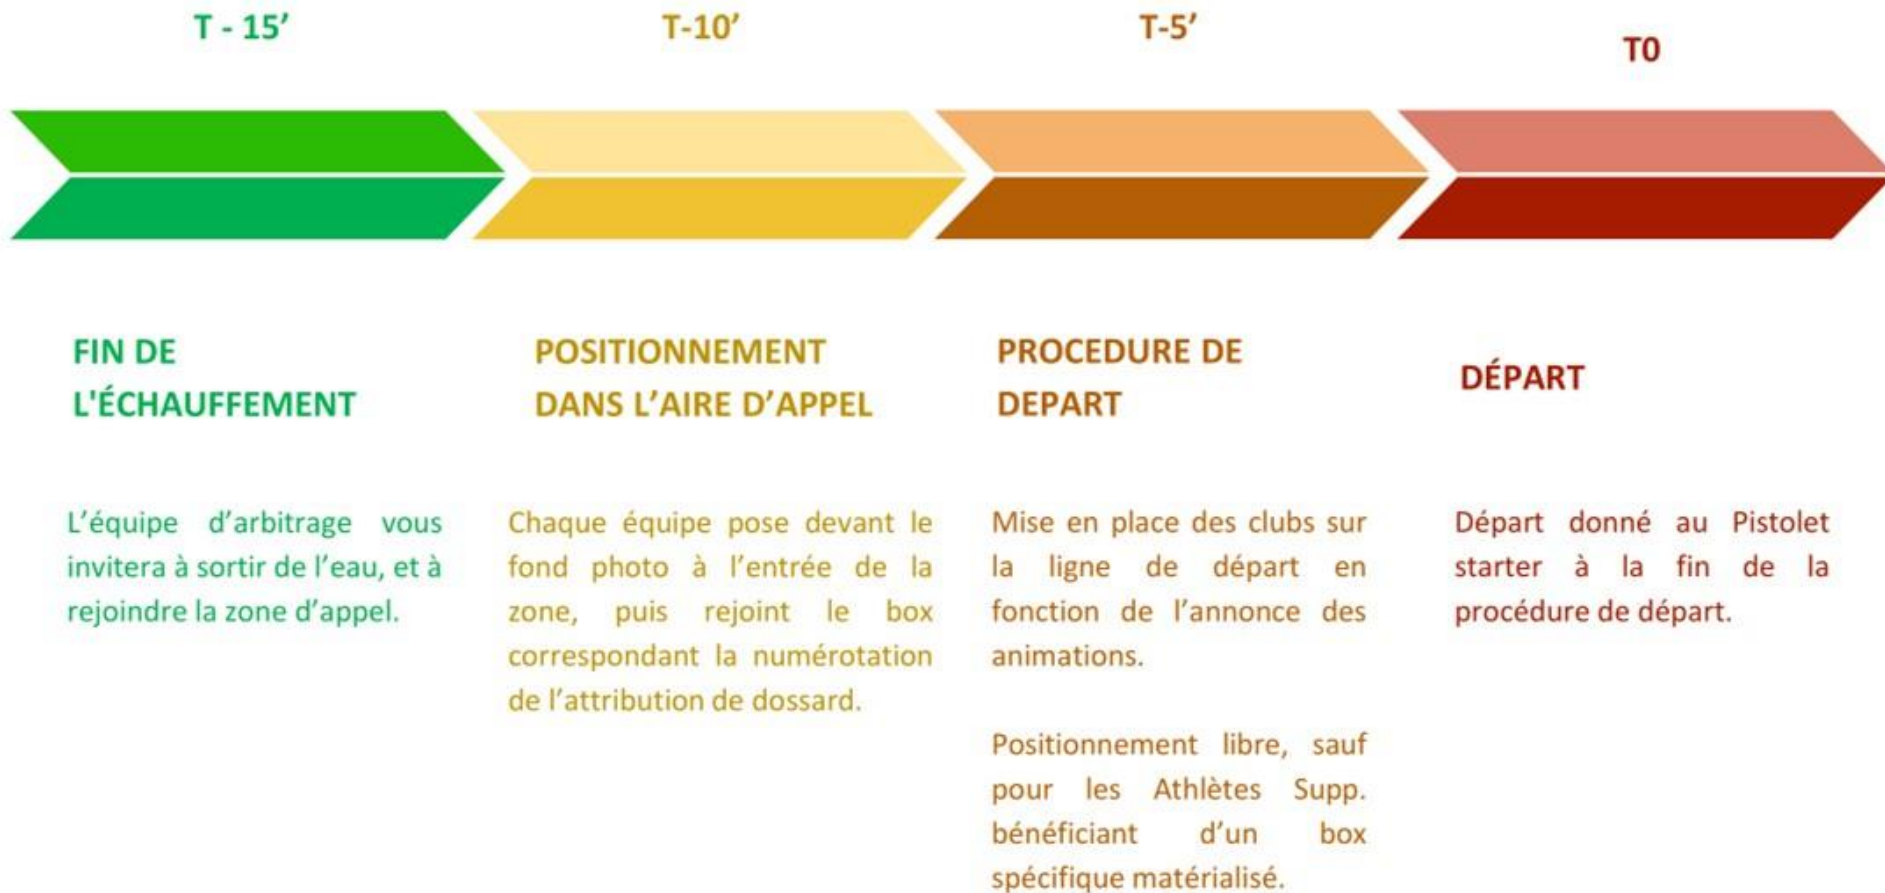 T - 15’
T-10’
T-5’
T0
FIN DE
L'ÉCHAUFFEMENT
POSITIONNEMENT
DANS L’AIRE D’APPEL
PROCEDURE DE
DEPART
DÉPART
L’équipe d’arbitrage vous
invitera à sortir de l’eau, et à
rejoindre la zone d’appel.
Chaque équipe pose devant le
fond photo à l’entrée de la
zone, puis rejoint le box
correspondant la numérotation
de l’attribution de dossard.
Mise en place des clubs sur
la ligne de départ en
fonction de l’annonce des
animations.
Positionnement libre, sauf
pour les Athlètes Supp.
bénéficiant d’un box
spécifique matérialisé.
Départ donné au Pistolet
starter à la fin de la
procédure de départ.